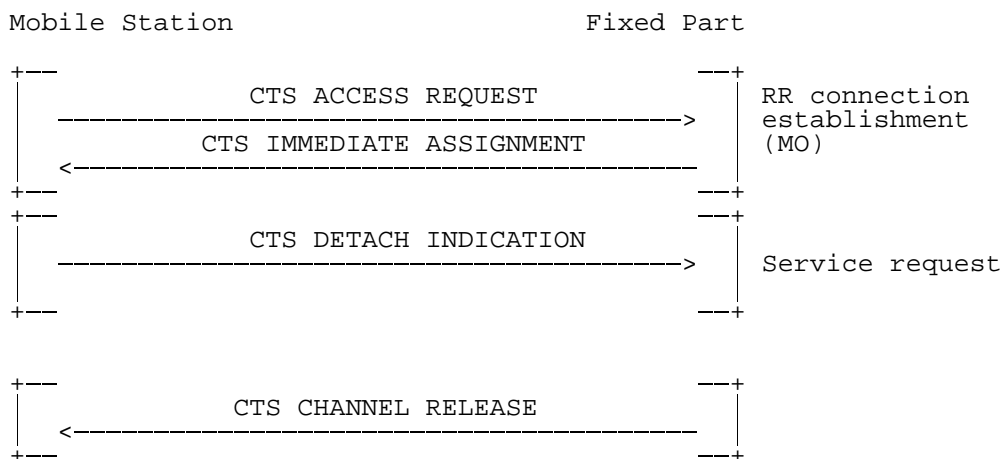 Mobile Station Fixed Part
CTS ACCESS REQUEST
RR connection
establishment
(MO)
CTS IMMEDIATE ASSIGNMENT
CTS DETACH INDICATION
Service request
CTS CHANNEL RELEASE